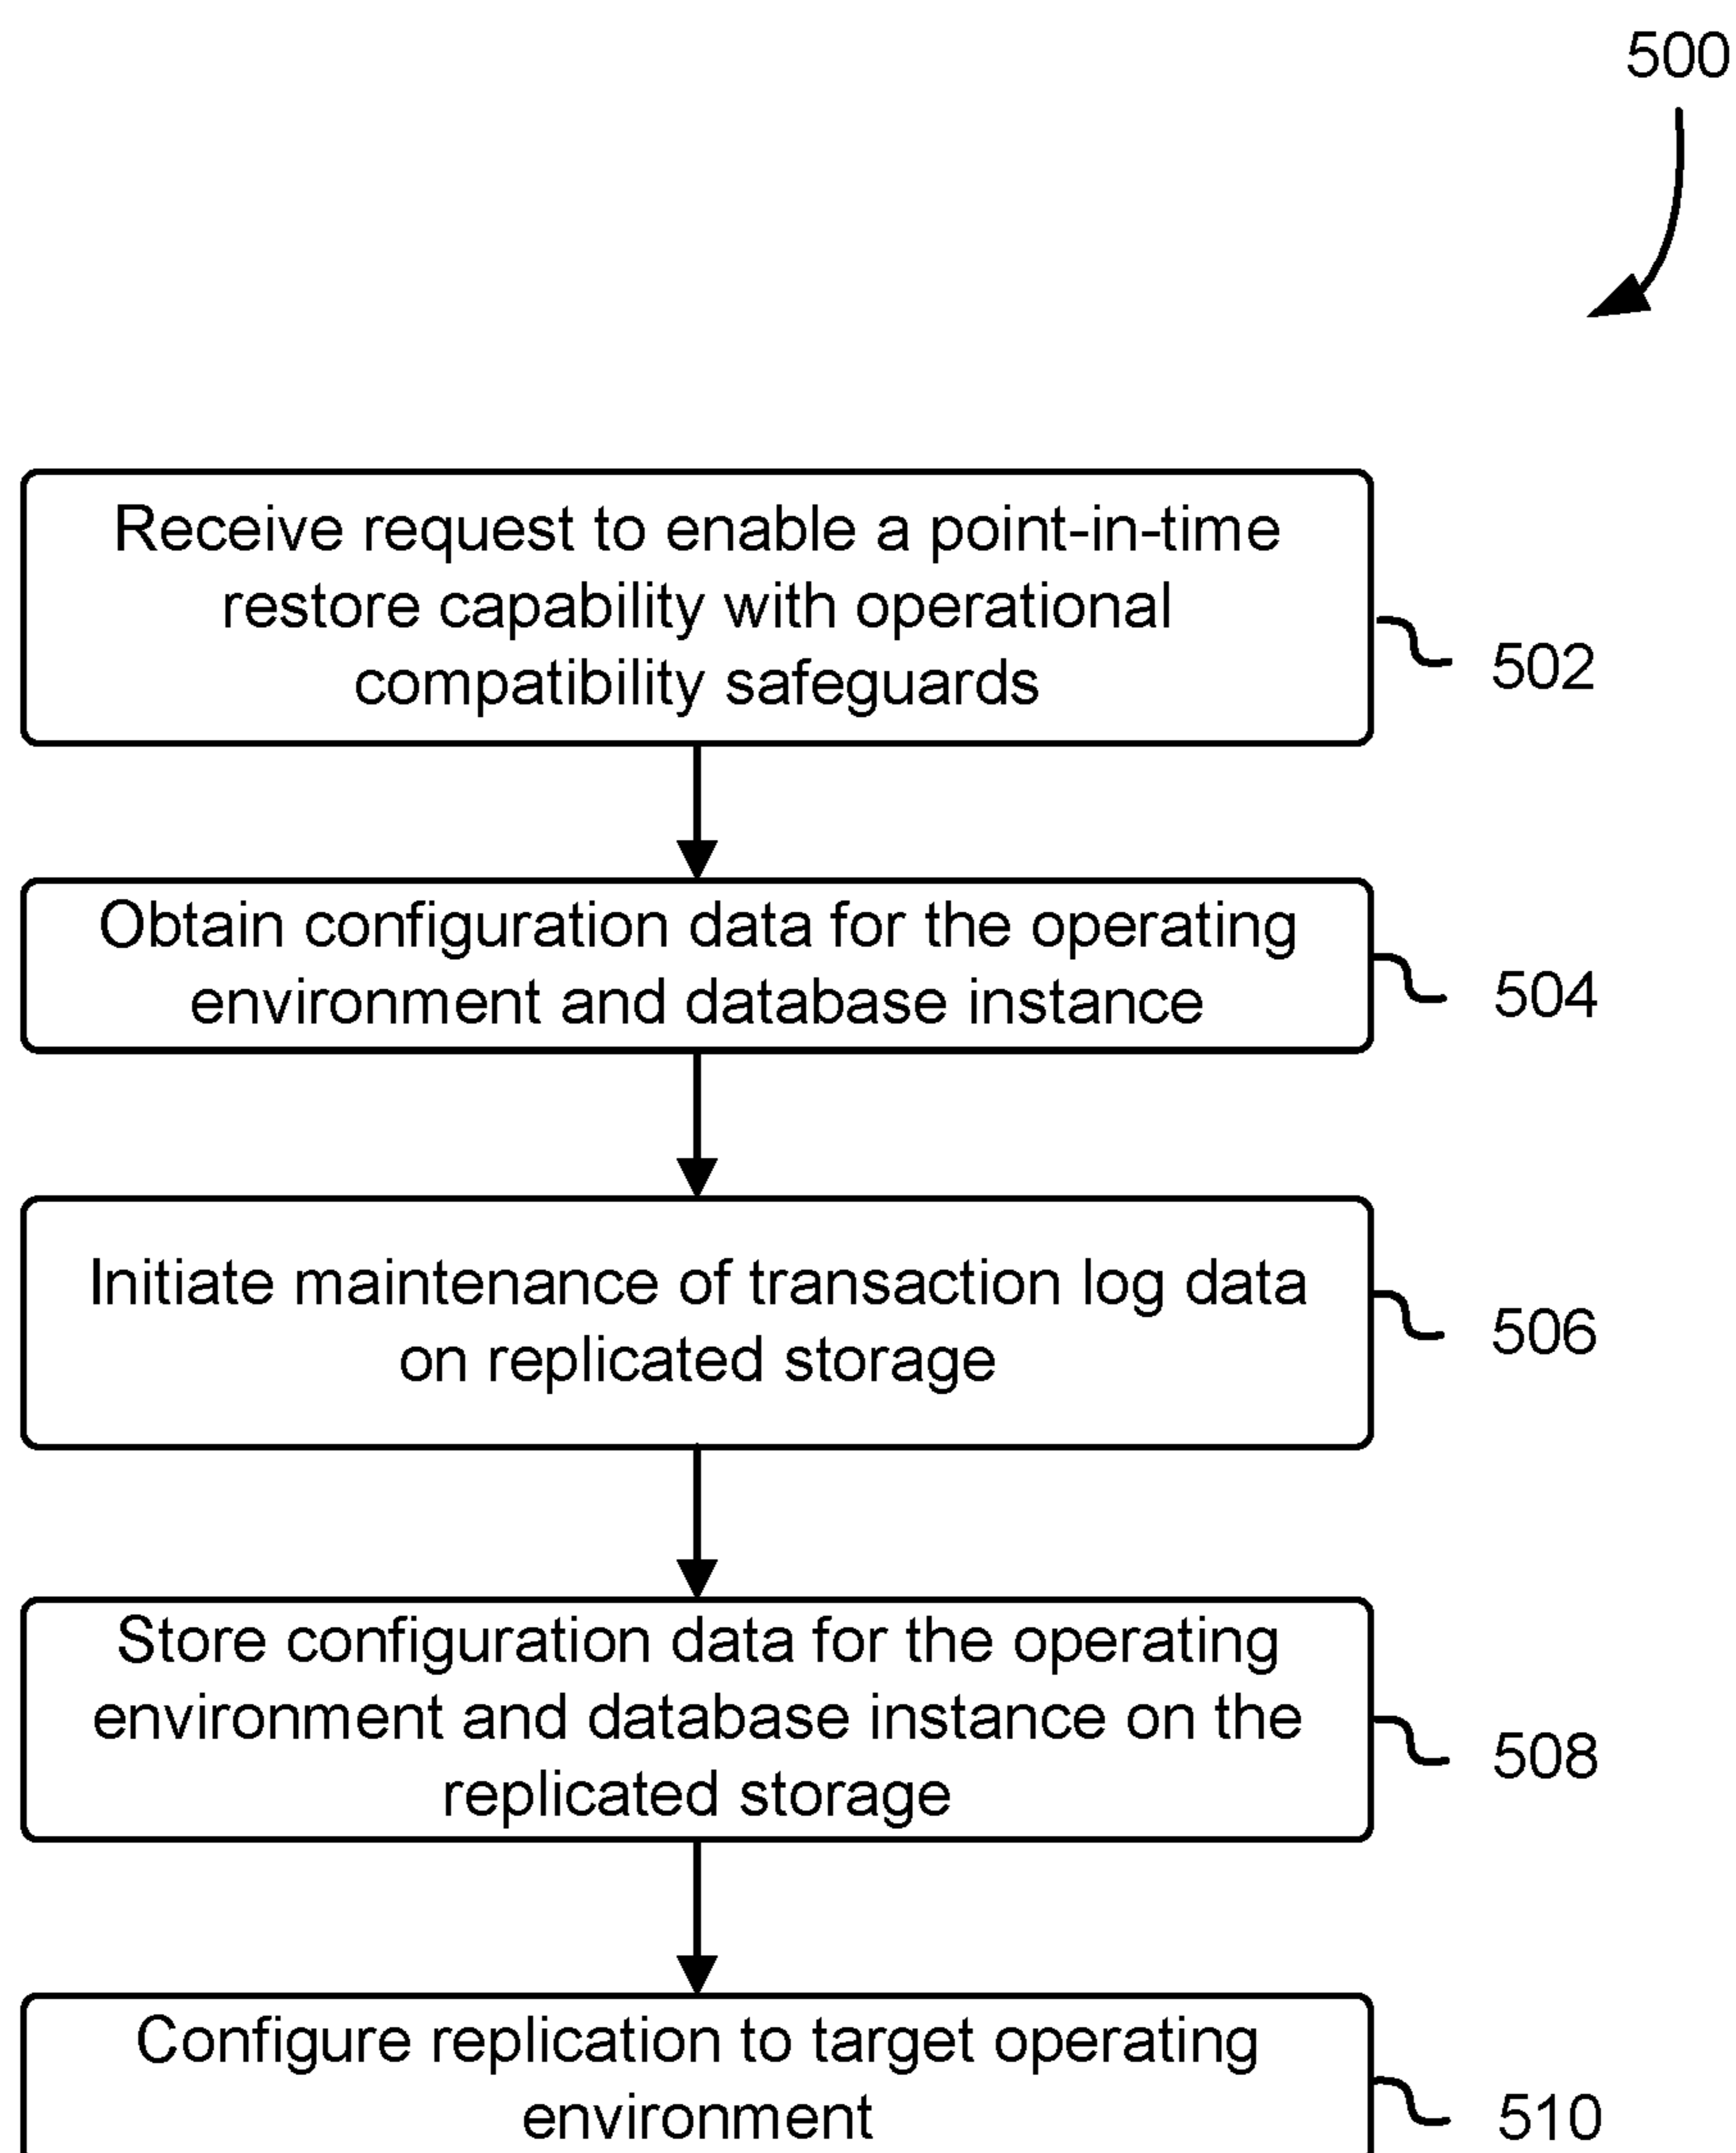 500
Receive request to enable a point-in-time
restore capability with operational
compatibility safeguards
502
Obtain configuration data for the operating
environment and database instance
504
Initiate maintenance of transaction log data
on replicated storage
506
Store configuration data for the operating
environment and database instance on the
replicated storage
508
Configure replication to target operating
environment
510